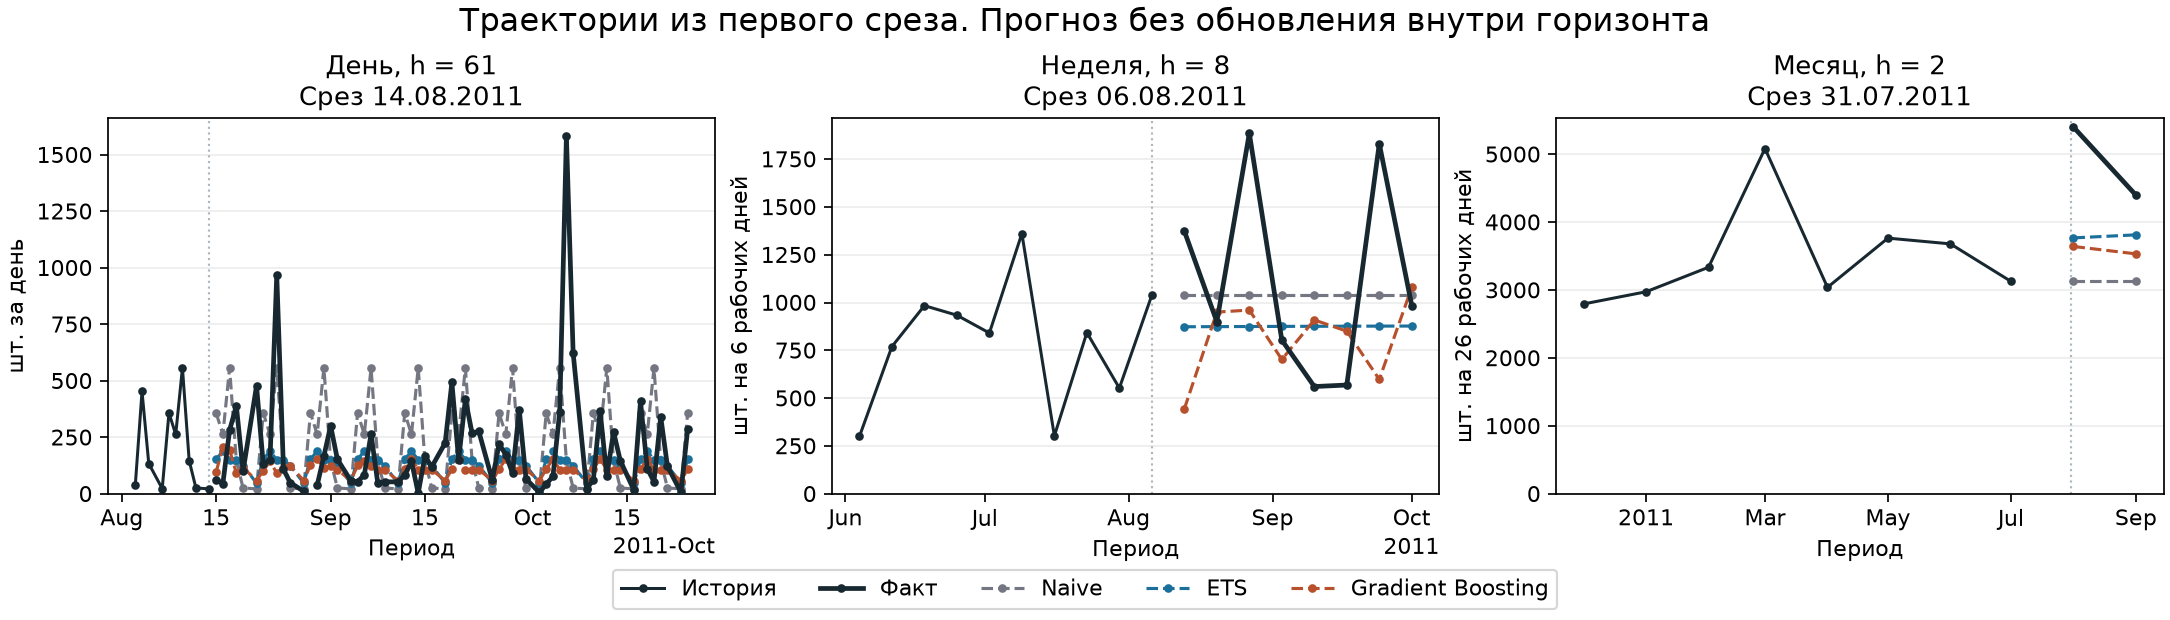 Траектории из первого среза. Прогноз без обновления внутри горизонта
День, h = 61
Срез 14.08.2011
шт. за день
1500
1250
1000
750
500
250
0
Aug
15
Sep
15
Oct
15
2011-Oct
Период
Неделя, h = 8
Срез 06.08.2011
шт. на 6 рабочих дней
1750
1500
1250
1000
750
500
250
0
Jun
Jul
Aug
Sep
Oct
2011
Период
Месяц, h = 2
Срез 31.07.2011
шт. на 26 рабочих дней
5000
4000
3000
2000
1000
0
2011
Mar
May
Jul
Sep
Период
История
Факт
Naive
ETS
Gradient Boosting